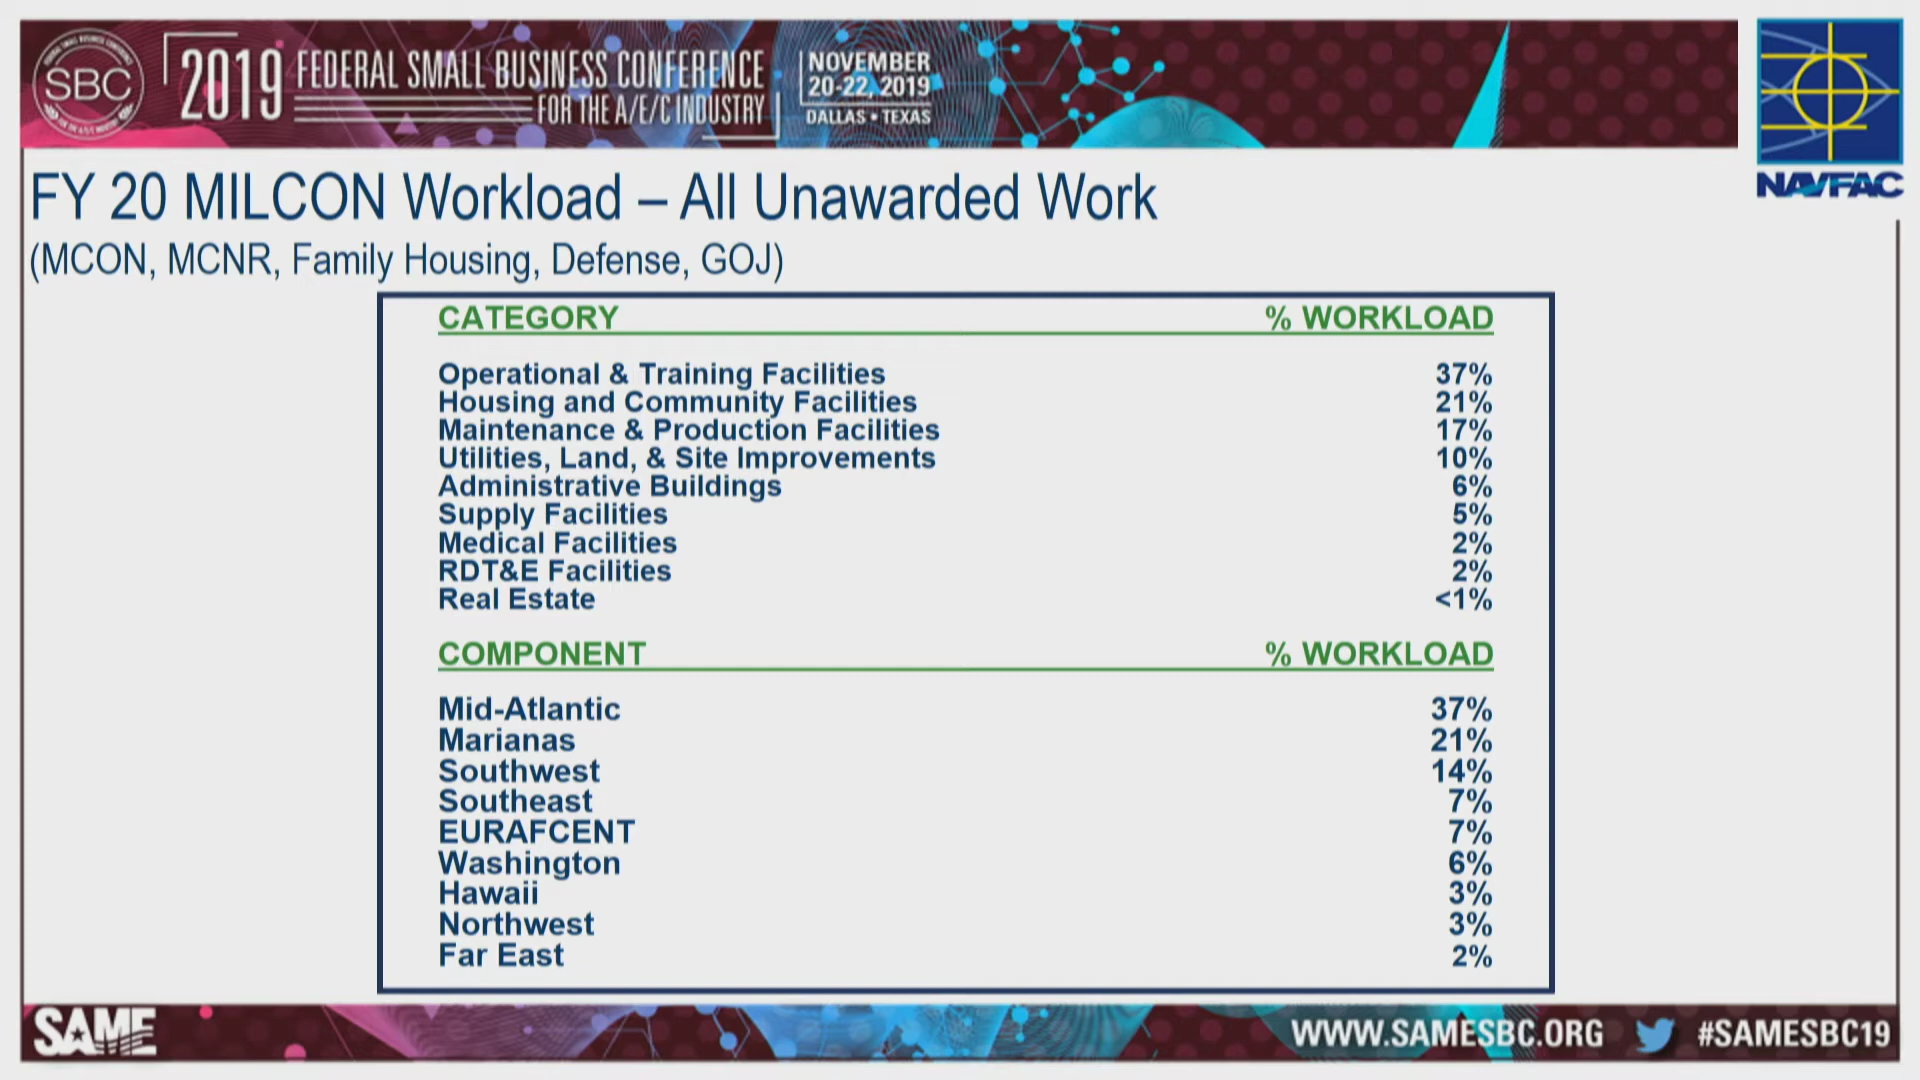 SBC
2019 FEDERAL SMALL BUSINESS CONFERENCE
FOR THE A/E/C INDUSTRY
NOVEMBER
20-22, 2019
DALLAS • TEXAS
NAVFAC
FY 20 MILCON Workload – All Unawarded Work
(MCON, MCNR, Family Housing, Defense, GOJ)
CATEGORY % WORKLOAD
Operational & Training Facilities 37%
Housing and Community Facilities 21%
Maintenance & Production Facilities 17%
Utilities, Land, & Site Improvements 10%
Administrative Buildings 6%
Supply Facilities 5%
Medical Facilities 2%
RDT&E Facilities 2%
Real Estate <1%
COMPONENT % WORKLOAD
Mid-Atlantic 37%
Marianas 21%
Southwest 14%
Southeast 7%
EURAFCENT 7%
Washington 6%
Hawaii 3%
Northwest 3%
Far East 2%
SAME
WWW.SAMESBC.ORG #SAMESBC19